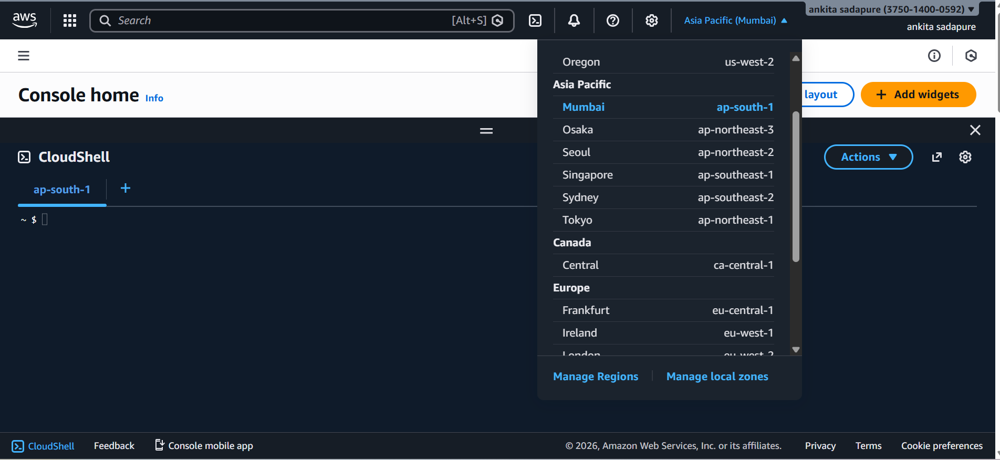 aws
Search [Alt+S]
Asia Pacific (Mumbai)
ankita sadapure (3750-1400-0592)
ankita sadapure
Console home Info
layout
Add widgets
Oregon us-west-2
Asia Pacific
Mumbai ap-south-1
Osaka ap-northeast-3
Seoul ap-northeast-2
Singapore ap-southeast-1
Sydney ap-southeast-2
Tokyo ap-northeast-1
Canada
Central ca-central-1
Europe
Frankfurt eu-central-1
Ireland eu-west-1
London eu-west-2
Manage Regions Manage local zones
CloudShell
Actions
ap-south-1 +
~ $
CloudShell Feedback Console mobile app © 2026, Amazon Web Services, Inc. or its affiliates. Privacy Terms Cookie preferences